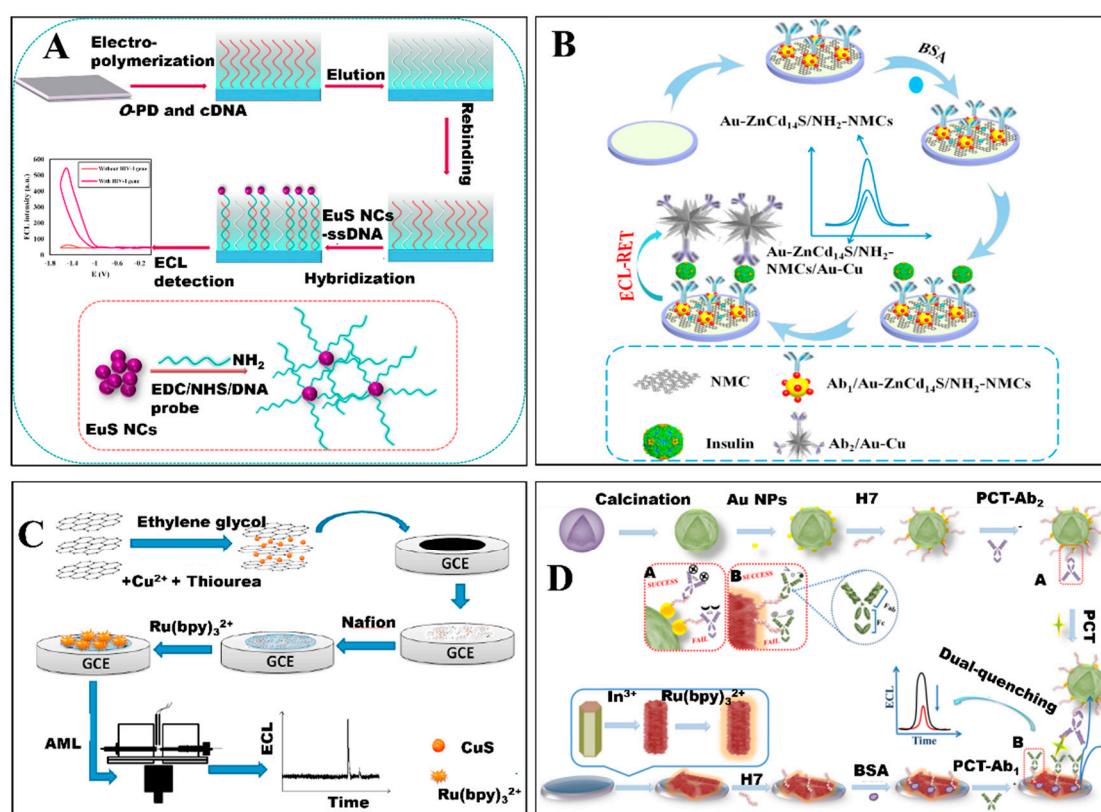 A
Electro-
polymerization
O-PD and cDNA
Elution
Rebinding
EuS NCs
-ssDNA
Hybridization
ECL
detection
ECL intensity (a.u.)
600
500
400
300
200
100
0
Without HIV-1 gene
With HIV-1 gene
-1.8
-1.4
-1
-0.6
-0.2
E (V)
EuS NCs
NH₂
EDC/NHS/DNA
probe
B
BSA
Au-ZnCd₁₄S/NH₂-NMCs
Au-ZnCd₁₄S/NH₂-
NMCs/Au-Cu
ECL-RET
NMC
Ab₁/Au-ZnCd₁₄S/NH₂-NMCs
Insulin
Ab₂/Au-Cu
C
Ethylene glycol
+Cu²⁺ + Thiourea
GCE
Nafion
GCE
Ru(bpy)₃²⁺
GCE
GCE
AML
ECL
Time
CuS
Ru(bpy)₃²⁺
D
Calcination
Au NPs
H7
PCT-Ab₂
A
A
SUCCESS
FAIL
B
SUCCESS
FAIL
Fab
Fc
PCT
Dual-quenching
In³⁺
Ru(bpy)₃²⁺
ECL
Time
H7
BSA
PCT-Ab₁
B